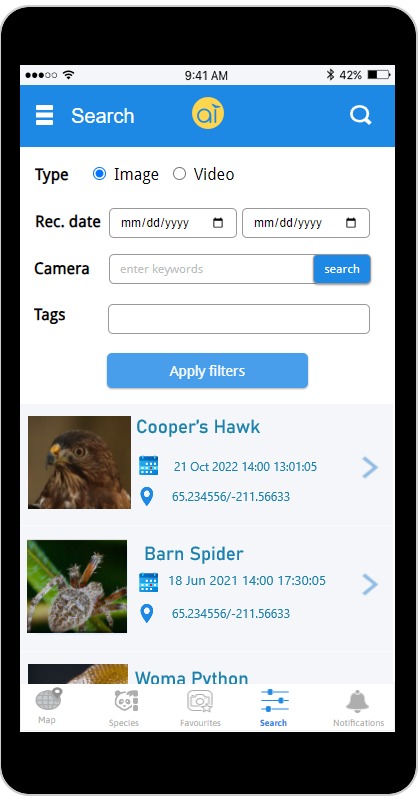 9:41 AM
42%
Search
ai
Type
Image
Video
Rec. date
mm/dd/yyyy
mm/dd/yyyy
Camera
enter keywords
search
Tags
Apply filters
Cooper's Hawk
21 Oct 2022 14:00 13:01:05
65.234556/-211.56633
Barn Spider
18 Jun 2021 14:00 17:30:05
65.234556/-211.56633
Woma Python
Map
Species
Favourites
Search
Notifications